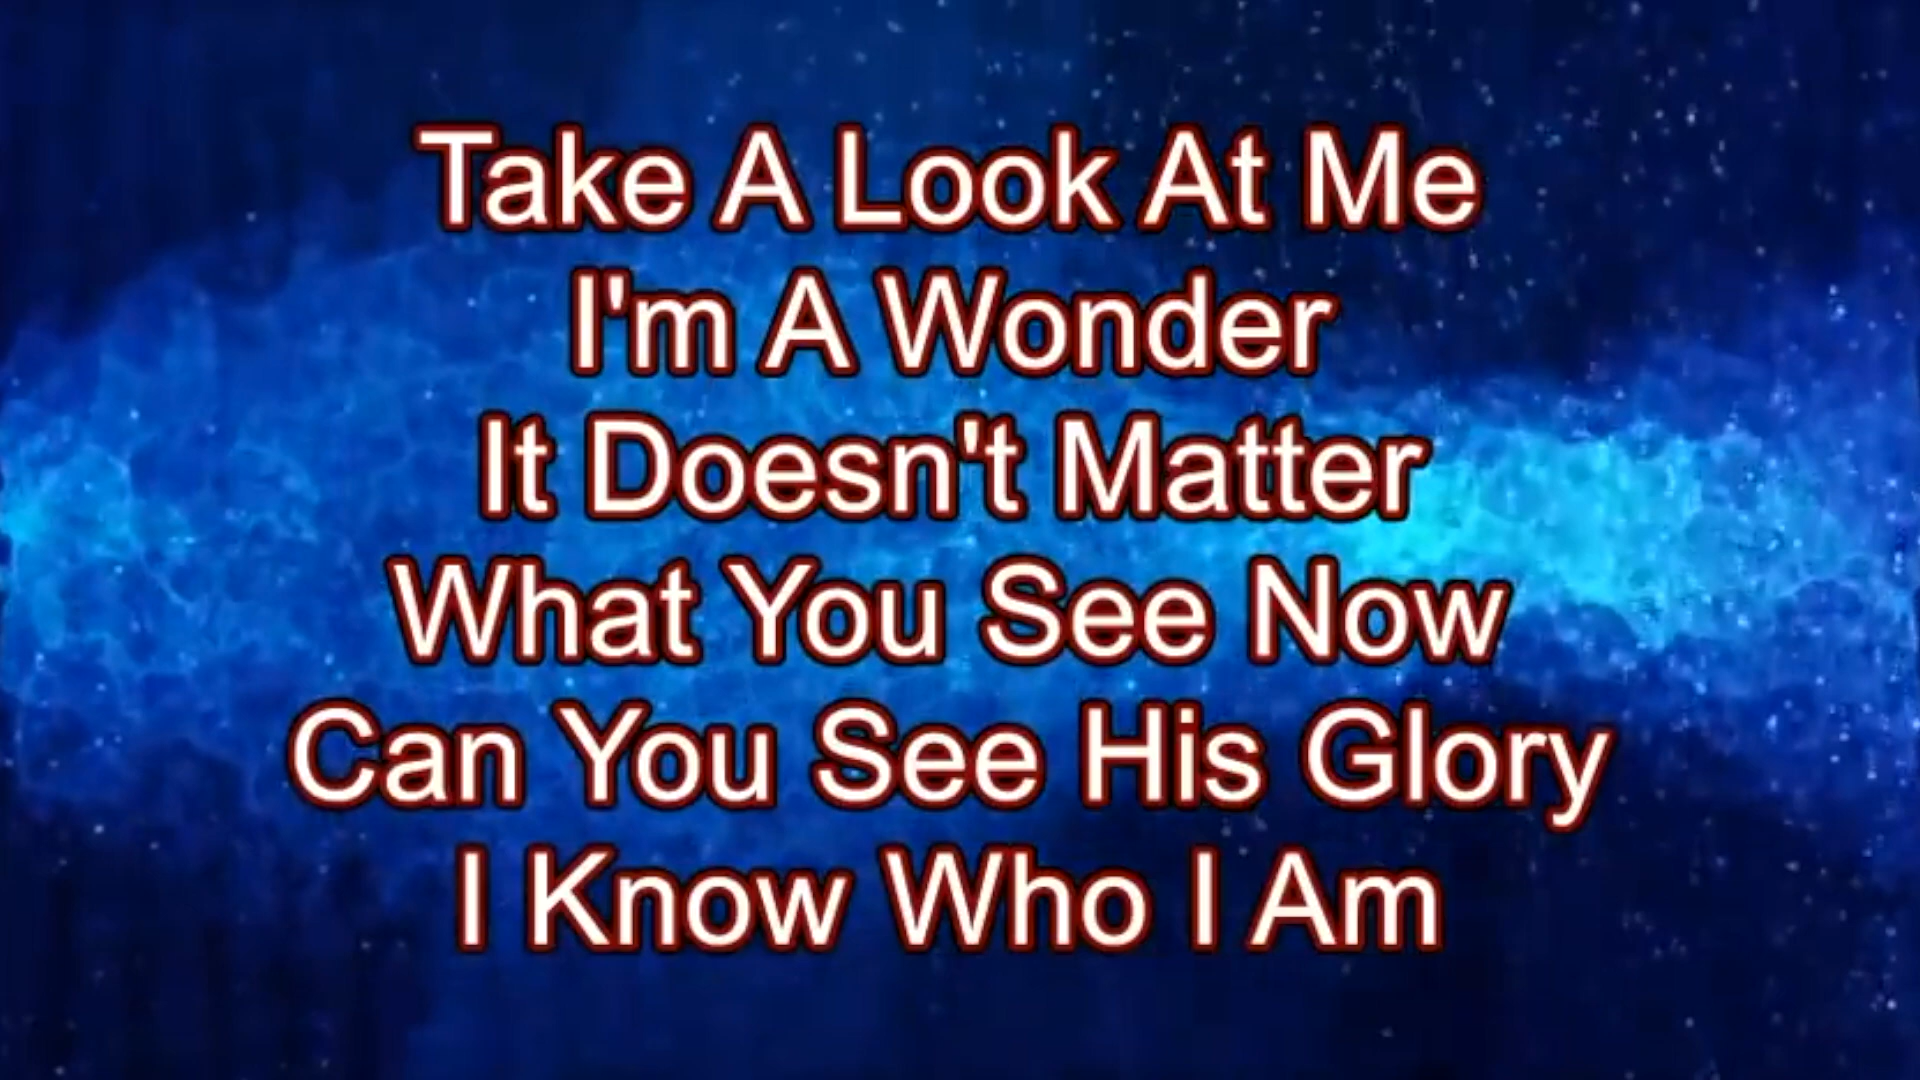 Take A Look At Me
I'm A Wonder
It Doesn't Matter
What You See Now
Can You See His Glory
I Know Who I Am